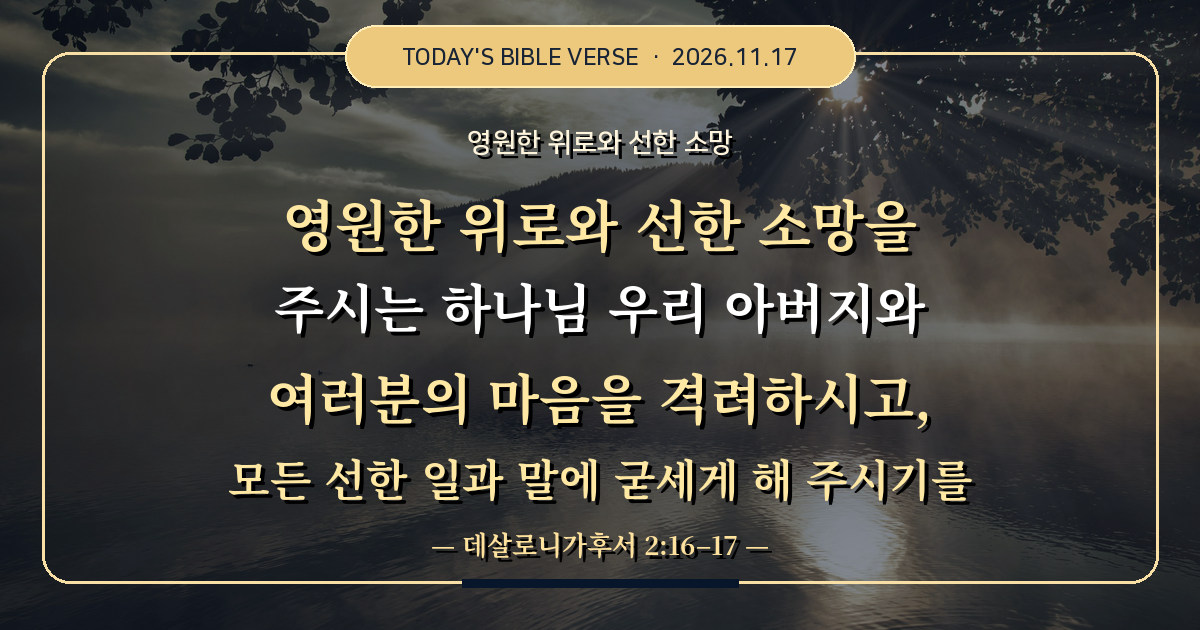 TODAY'S BIBLE VERSE · 2026.11.17
영원한 위로와 선한 소망
영원한 위로와 선한 소망을
주시는 하나님 우리 아버지와
여러분의 마음을 격려하시고,
모든 선한 일과 말에 굳세게 해 주시기를
— 데살로니가후서 2:16–17 —